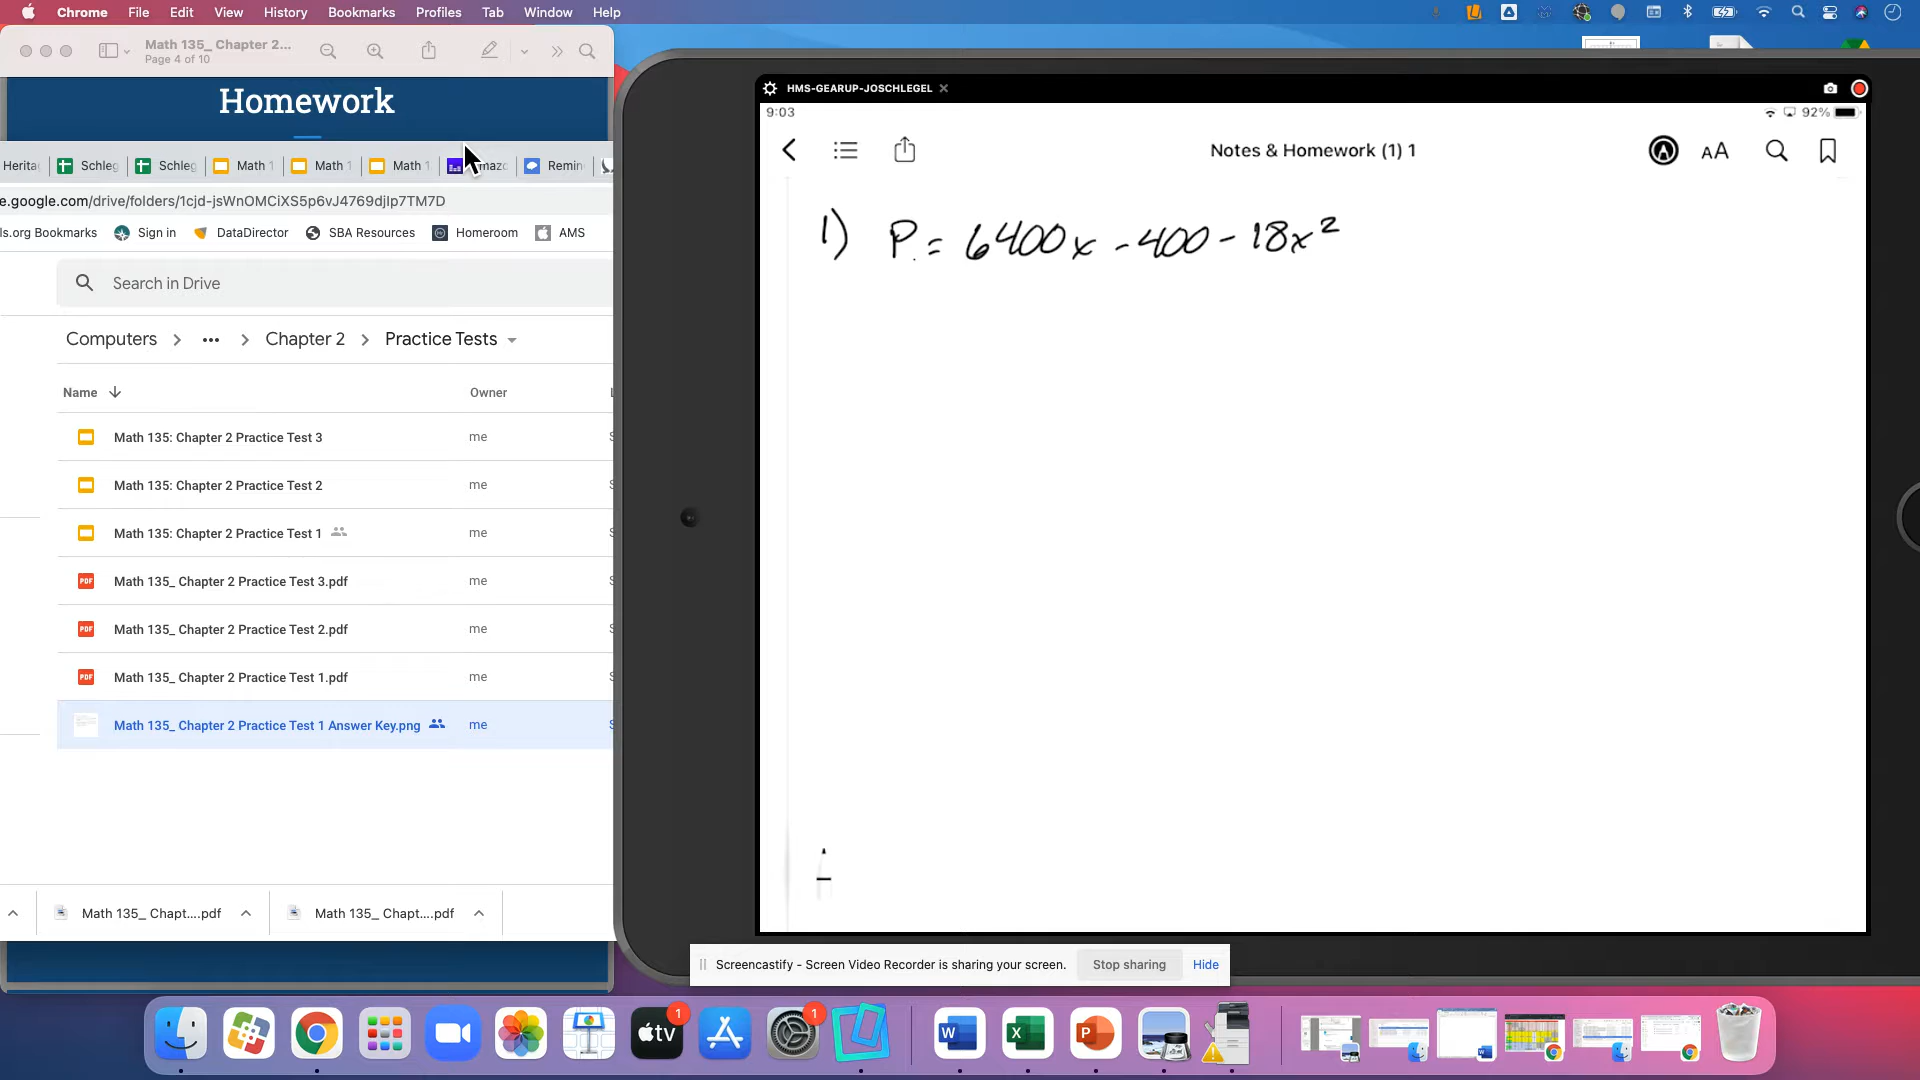 Chrome File Edit View History Bookmarks Profiles Tab Window Help
Math 135_ Chapter 2...
Page 4 of 10
Homework
Herita Schleg Schleg Math 1 Math 1 Math 1 mazo Remin
e.google.com/drive/folders/1cjd-jsWnOMCiXS5p6vJ4769djIp7TM7D
ls.org Bookmarks Sign in DataDirector SBA Resources Homeroom AMS
Search in Drive
Computers > ... > Chapter 2 > Practice Tests
Name Owner
Math 135: Chapter 2 Practice Test 3 me
Math 135: Chapter 2 Practice Test 2 me
Math 135: Chapter 2 Practice Test 1 me
Math 135_ Chapter 2 Practice Test 3.pdf me
Math 135_ Chapter 2 Practice Test 2.pdf me
Math 135_ Chapter 2 Practice Test 1.pdf me
Math 135_ Chapter 2 Practice Test 1 Answer Key.png me
Math 135_ Chapt....pdf Math 135_ Chapt....pdf
HMS-GEARUP-JOSCHLEGEL
9:03 92%
Notes & Homework (1) 1 AA
1) P = 6400x - 400 - 18x²
Screencastify - Screen Video Recorder is sharing your screen. Stop sharing Hide
tv 1 1 W X P